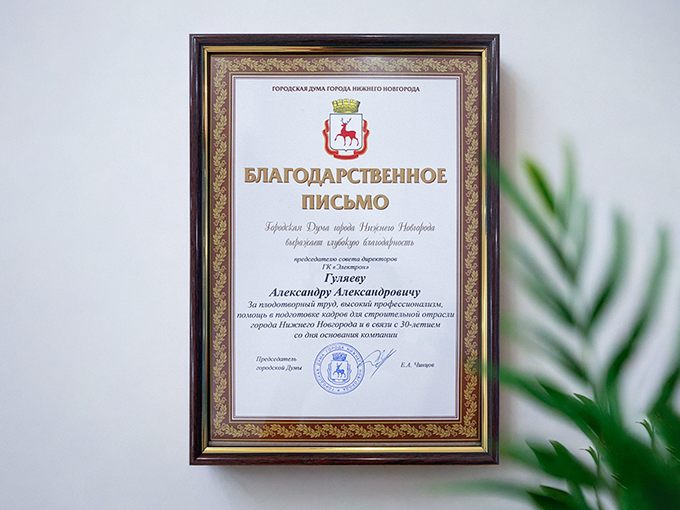 ГОРОДСКАЯ ДУМА ГОРОДА НИЖНЕГО НОВГОРОДА
БЛАГОДАРСТВЕННОЕ
ПИСЬМО
Городская Дума города Нижнего Новгорода
выражает глубокую благодарность
председателю совета директоров
ГК «Электрон»
Гуляеву
Александру Александровичу
За плодотворный труд, высокий профессионализм,
помощь в подготовке кадров для строительной отрасли
города Нижнего Новгорода и в связи с 30-летием
со дня основания компании
Председатель
городской Думы
Е.А. Чинцов